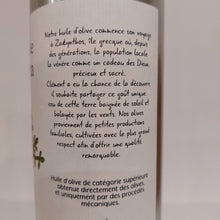 Notre huile d'olive commence son voyage
à Zakynthos, île grecque où, depuis
des générations, la population locale
la vénère comme un cadeau des Dieux,
précieux et sacré.
Clément a eu la chance de la découvrir,
il souhaite partager ce goût unique
issu de cette terre baignée de soleil et
balayée par les vents. Nos olives
proviennent de petites productions
familiales, cultivées avec le plus grand
respect afin d'offrir une qualité
remarquable.
Huile d'olive de catégorie supérieure
obtenue directement des olives,
et uniquement par des procédés
mécaniques.